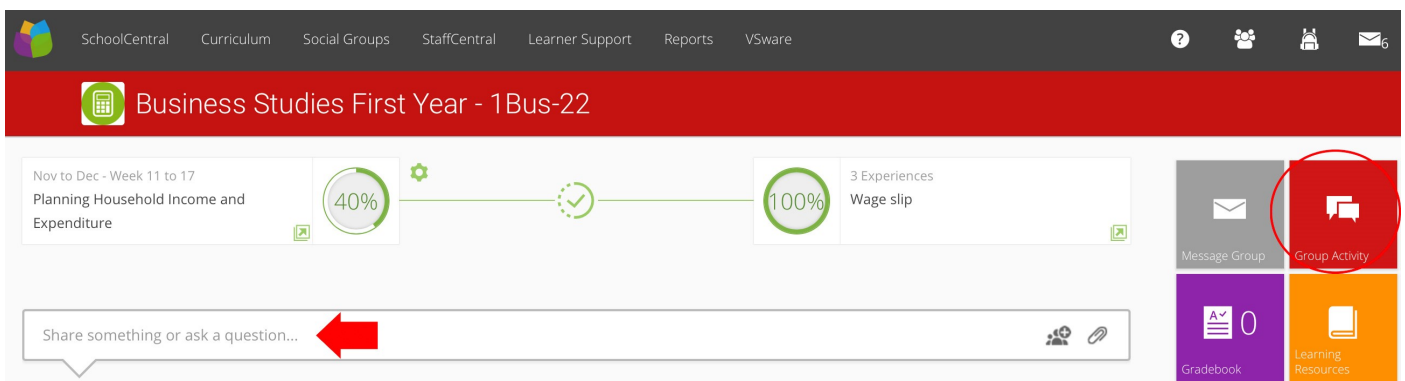 SchoolCentral Curriculum Social Groups StaffCentral Learner Support Reports VSware ? 6
Business Studies First Year - 1Bus-22
Nov to Dec - Week 11 to 17
Planning Household Income and
Expenditure
40%
100%
3 Experiences
Wage slip
Message Group
Group Activity
Share something or ask a question...
A
0
Gradebook
Learning
Resources